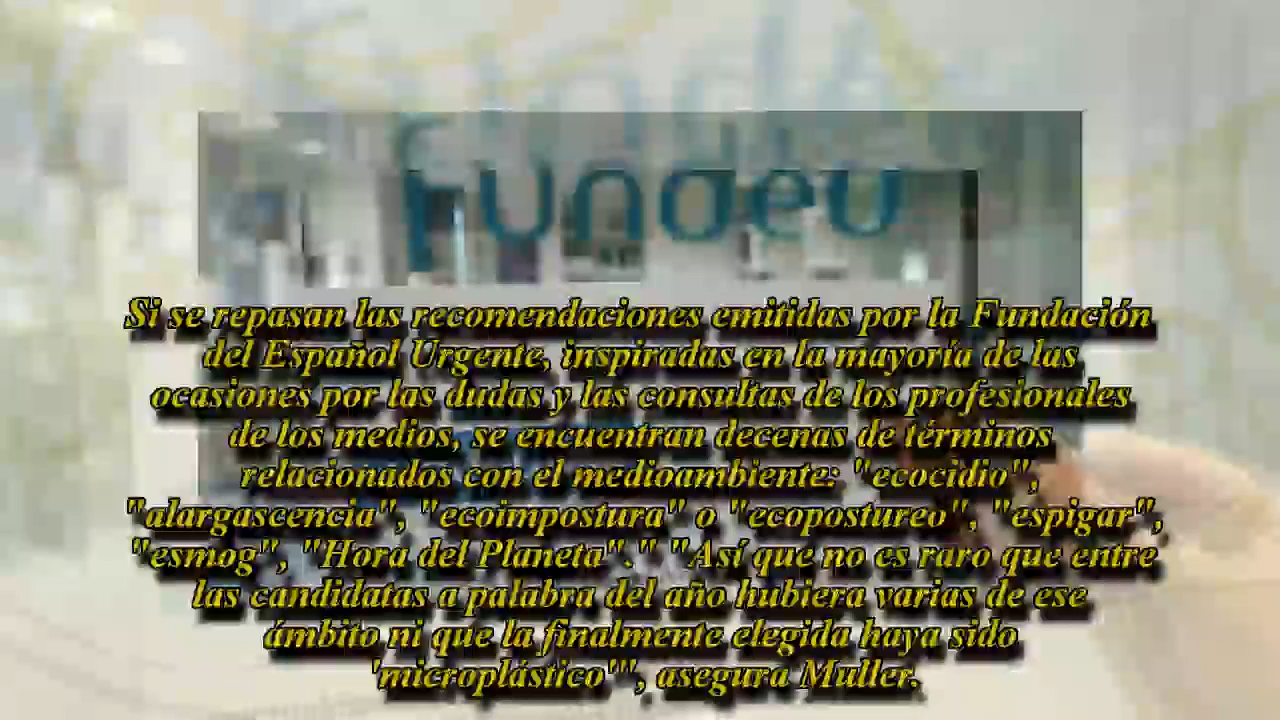 Fundéu
Si se repasan las recomendaciones emitidas por la Fundación
del Español Urgente, inspiradas en la mayoría de las
ocasiones por las dudas y las consultas de los profesionales
de los medios, se encuentran decenas de términos
relacionados con el medioambiente: "ecocidio",
"alargascencia", "ecoimpostura" o "ecopostureo", "espigar",
"esmog", "Hora del Planeta"." "Así que no es raro que entre
las candidatas a palabra del año hubiera varias de ese
ámbito ni que la finalmente elegida haya sido
'microplástico'", asegura Muller.